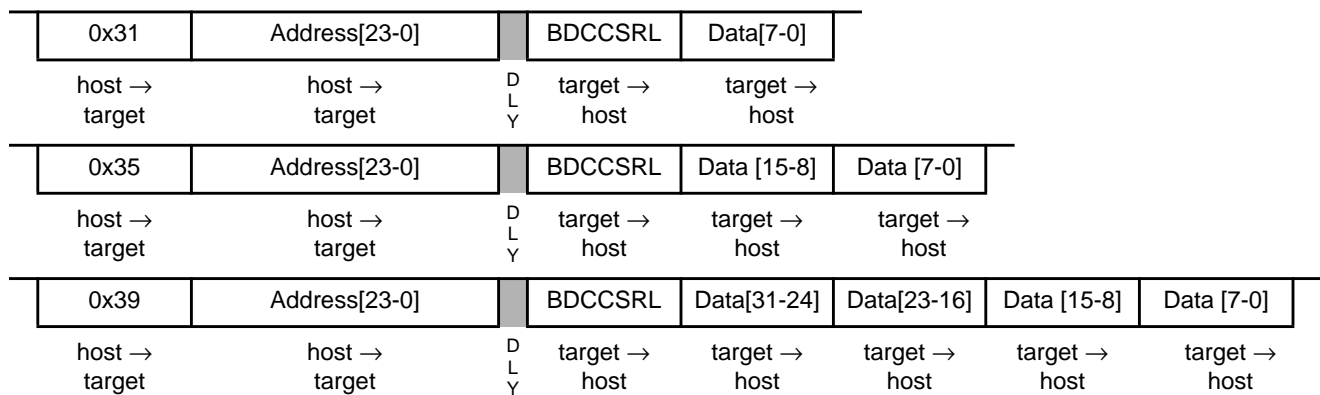 0x31 Address[23-0] BDCCSRL Data[7-0]
host → host → D target → target →
L
target target Y host host
0x35 Address[23-0] BDCCSRL Data [15-8] Data [7-0]
host → host → D target → target → target →
L
target target Y host host host
0x39 Address[23-0] BDCCSRL Data[31-24] Data[23-16] Data [15-8] Data [7-0]
host → host → D target → target → target → target → target →
L
target target Y host host host host host